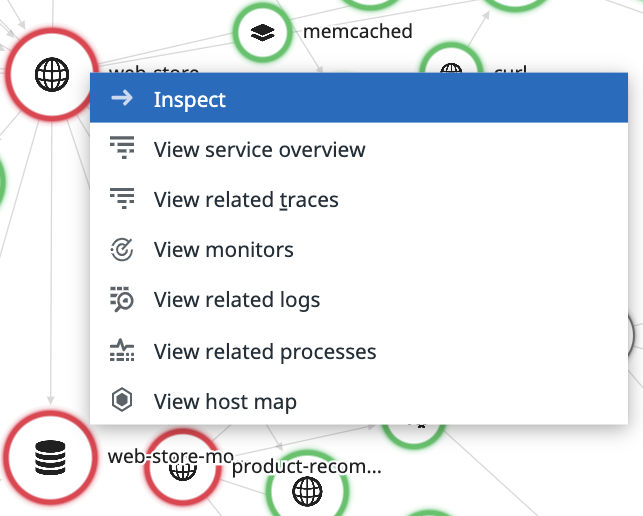 memcached
web-store
curl
Inspect
View service overview
View related traces
View monitors
View related logs
View related processes
View host map
web-store-mo
product-recom...